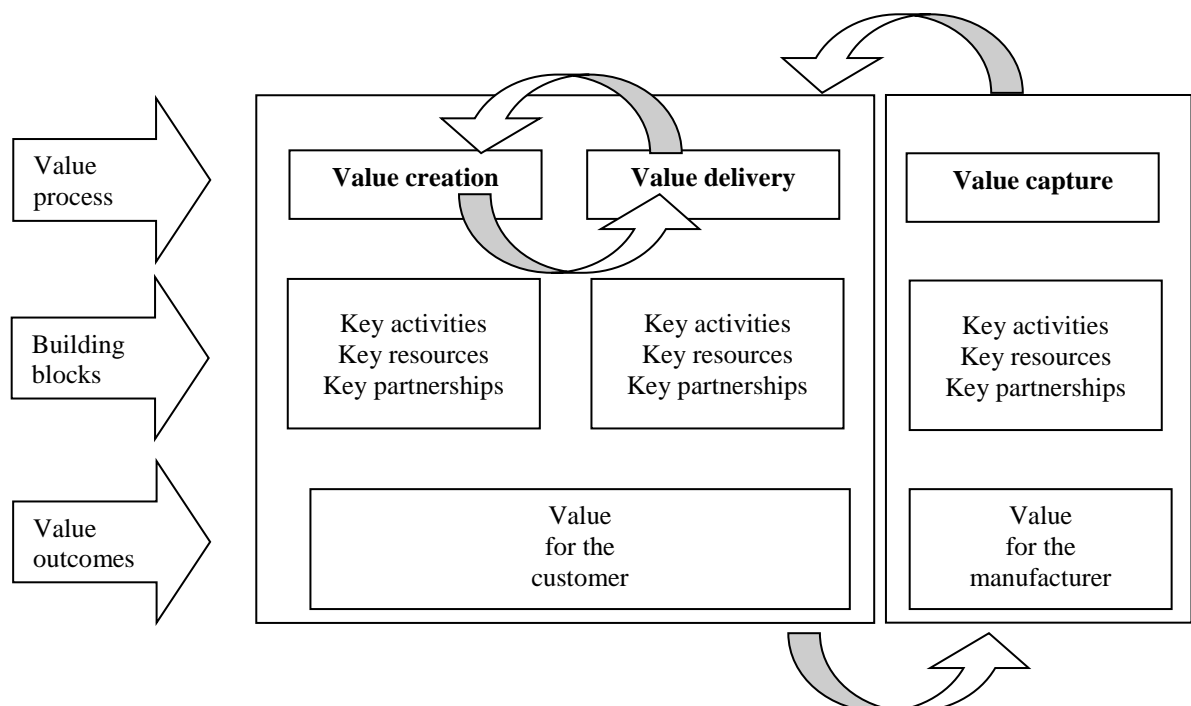 Value
process
Value creation
Value delivery
Value capture
Building
blocks
Key activities
Key resources
Key partnerships
Key activities
Key resources
Key partnerships
Key activities
Key resources
Key partnerships
Value
outcomes
Value
for the
customer
Value
for the
manufacturer